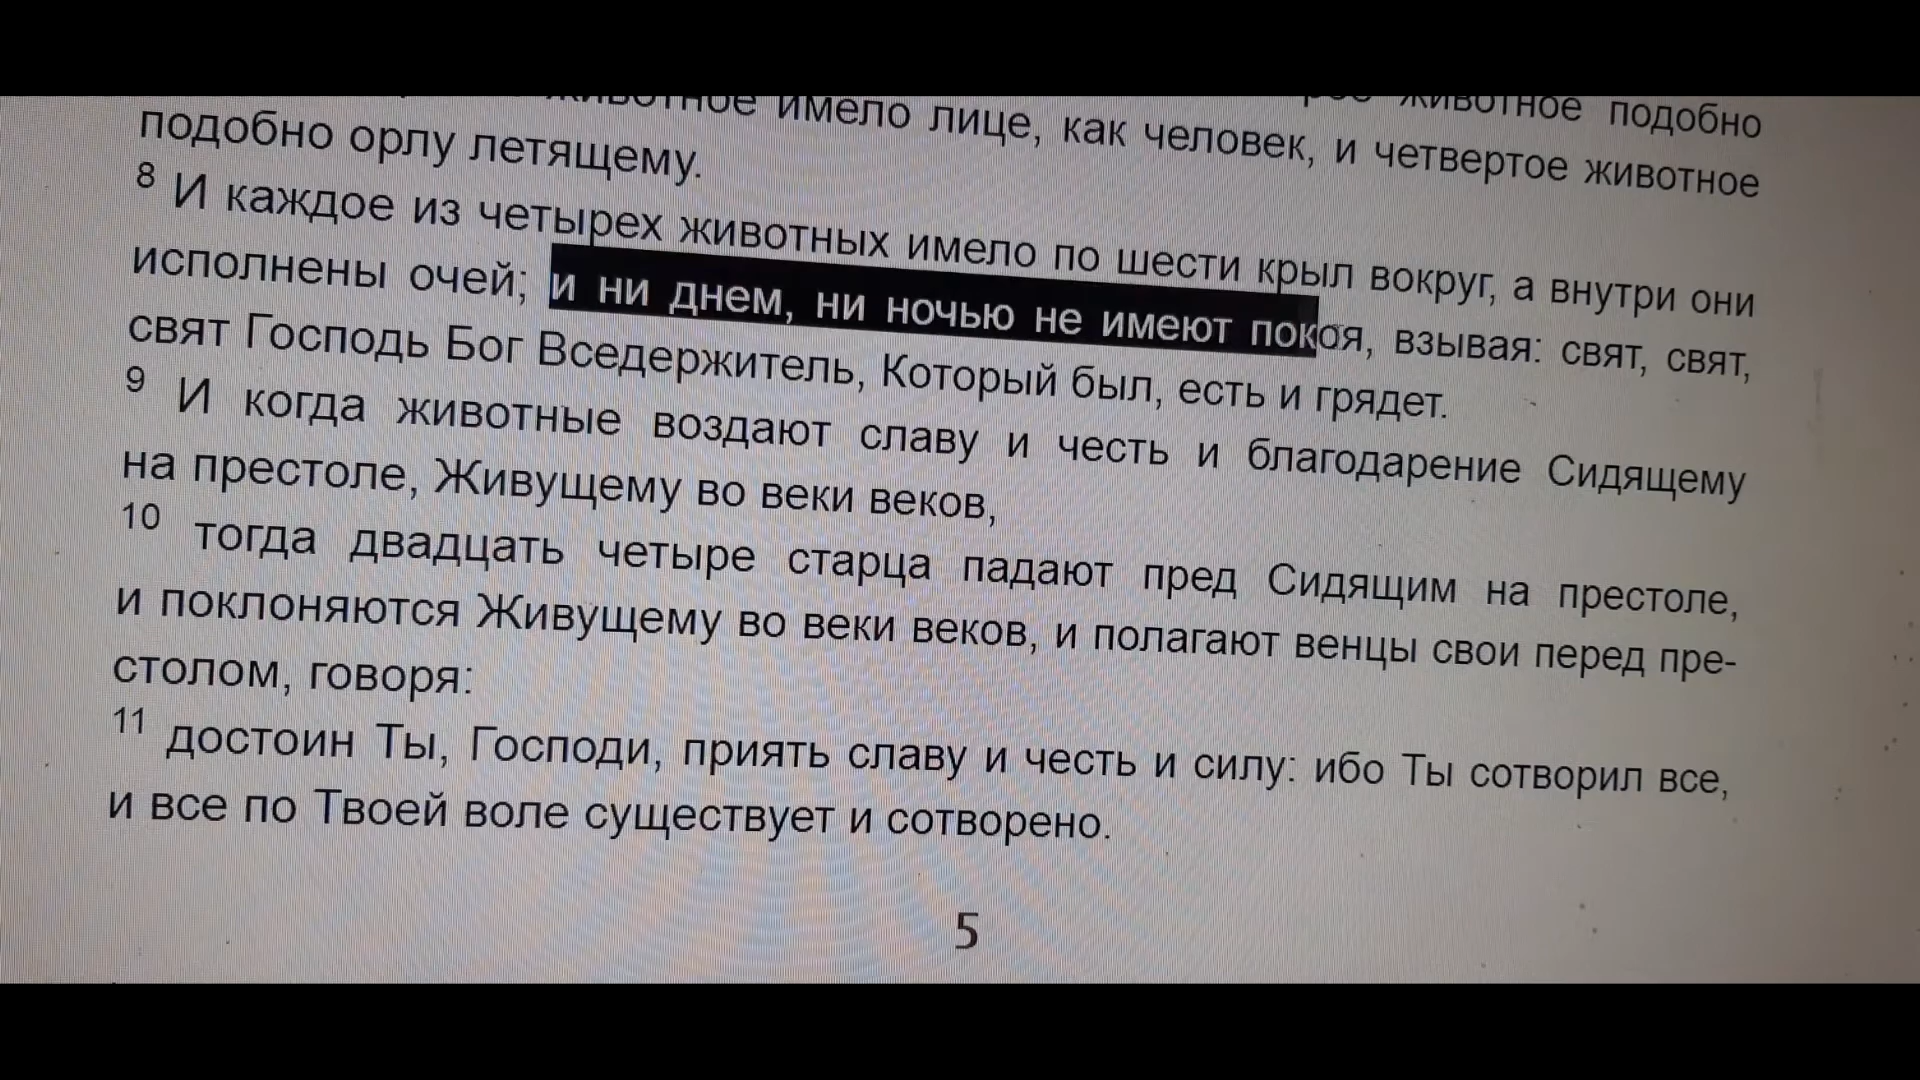 животное имело лице, как человек, и четвертое животное подобно
подобно орлу летящему.
8 И каждое из четырех животных имело по шести крыл вокруг, а внутри они
исполнены очей; и ни днем, ни ночью не имеют покоя, взывая: свят, свят,
свят Господь Бог Вседержитель, Который был, есть и грядет.
9 И когда животные воздают славу и честь и благодарение Сидящему
на престоле, Живущему во веки веков,
10 тогда двадцать четыре старца падают пред Сидящим на престоле,
и поклоняются Живущему во веки веков, и полагают венцы свои перед пре-
столом, говоря:
11 достоин Ты, Господи, приять славу и честь и силу: ибо Ты сотворил все,
и все по Твоей воле существует и сотворено.
5